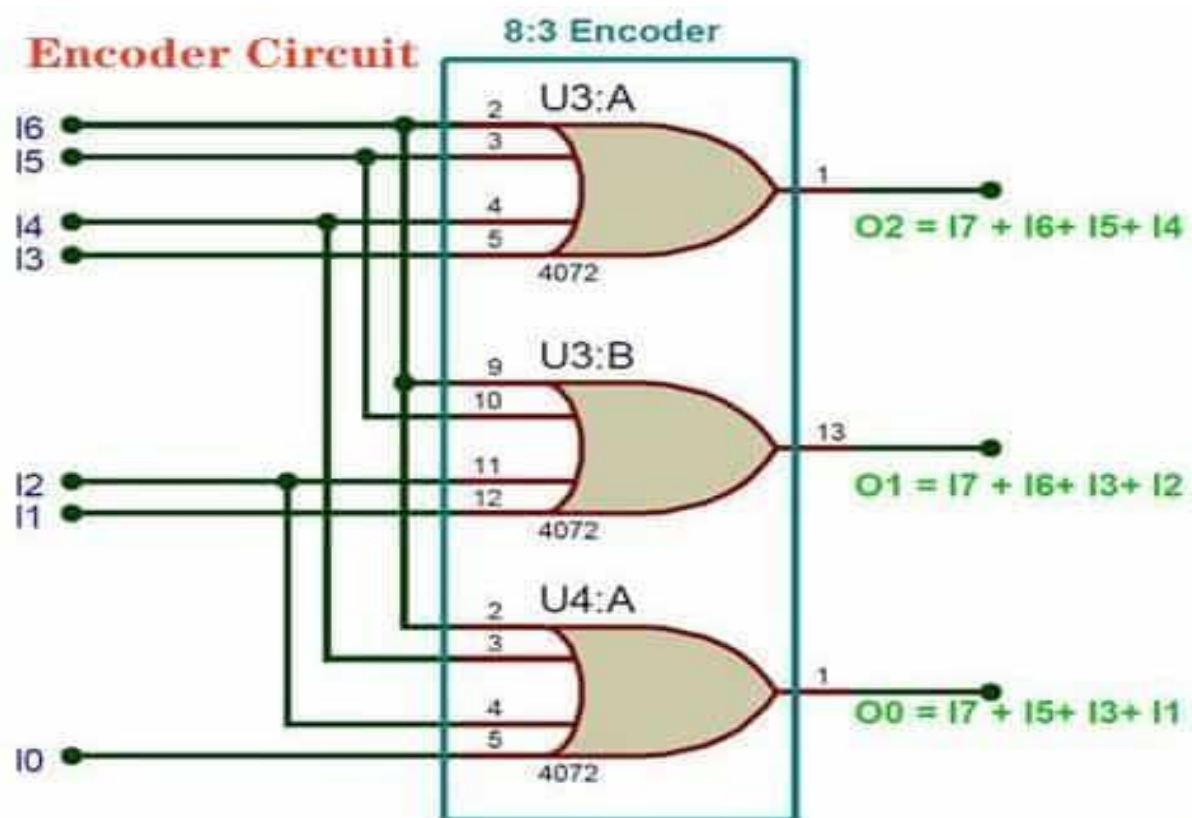 8:3 Encoder
Encoder Circuit
U3:A
I6
2
I5
3
1
I4
4
O2 = I7 + I6+ I5+ I4
I3
5
4072
U3:B
9
10
13
I2
11
O1 = I7 + I6+ I3+ I2
I1
12
4072
U4:A
2
3
1
4
O0 = I7 + I5+ I3+ I1
I0
5
4072